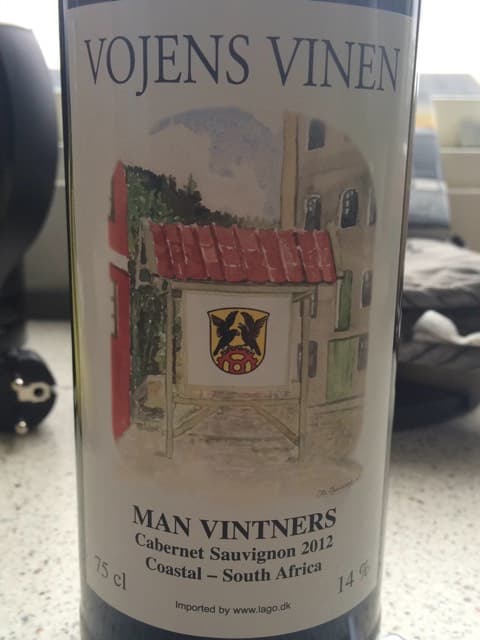 VOJENS VINEN
MAN VINTNERS
Cabernet Sauvignon 2012
Coastal – South Africa
75 cl
14 %
Imported by www.lago.dk